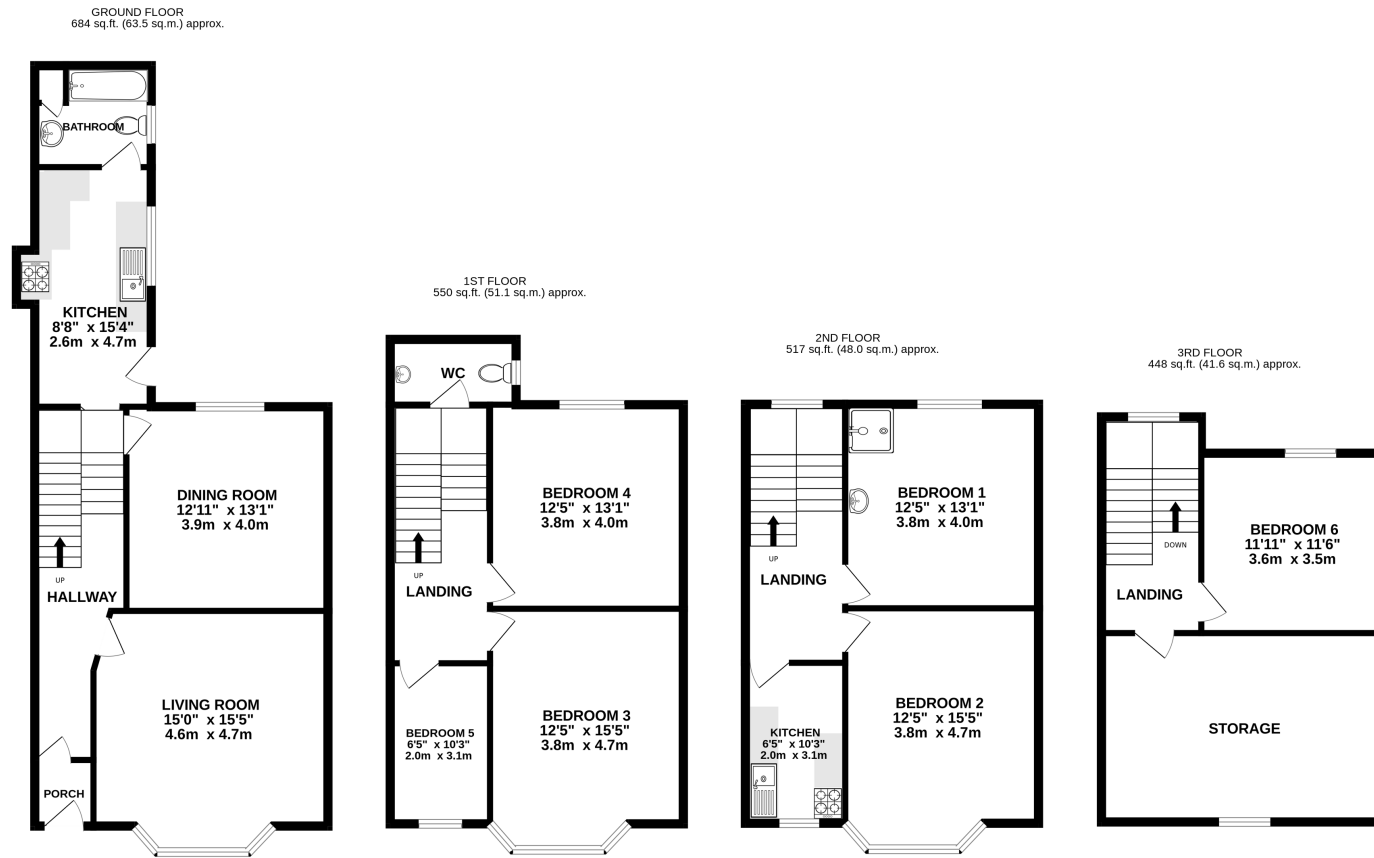 GROUND FLOOR
684 sq.ft. (63.5 sq.m.) approx.
BATHROOM
KITCHEN
8'8" x 15'4"
2.6m x 4.7m
DINING ROOM
12'11" x 13'1"
3.9m x 4.0m
UP
HALLWAY
LIVING ROOM
15'0" x 15'5"
4.6m x 4.7m
PORCH
1ST FLOOR
550 sq.ft. (51.1 sq.m.) approx.
WC
BEDROOM 4
12'5" x 13'1"
3.8m x 4.0m
UP
LANDING
BEDROOM 3
12'5" x 15'5"
3.8m x 4.7m
BEDROOM 5
6'5" x 10'3"
2.0m x 3.1m
2ND FLOOR
517 sq.ft. (48.0 sq.m.) approx.
BEDROOM 1
12'5" x 13'1"
3.8m x 4.0m
UP
LANDING
BEDROOM 2
12'5" x 15'5"
3.8m x 4.7m
KITCHEN
6'5" x 10'3"
2.0m x 3.1m
3RD FLOOR
448 sq.ft. (41.6 sq.m.) approx.
BEDROOM 6
11'11" x 11'6"
3.6m x 3.5m
DOWN
LANDING
STORAGE